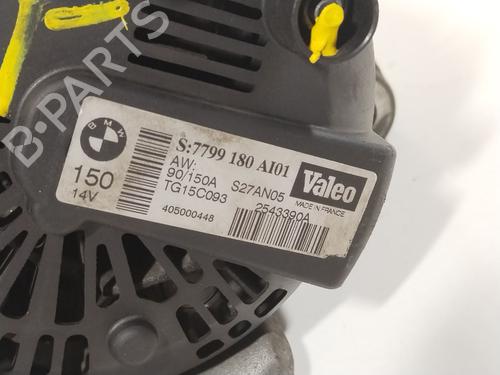 B-PARTS
BMW
S:7799 180 AI01
AW:
90/150A S27AN05
TG15C093 2543390A
405000448
150
14V
Valeo
MADE IN FRANCE